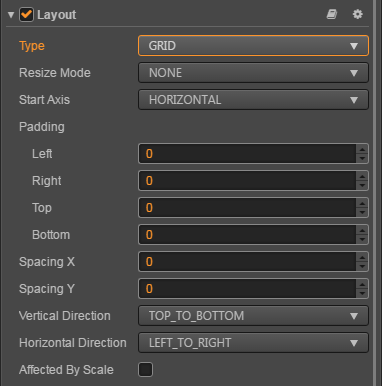 Layout
Type GRID
Resize Mode NONE
Start Axis HORIZONTAL
Padding
Left 0
Right 0
Top 0
Bottom 0
Spacing X 0
Spacing Y 0
Vertical Direction TOP_TO_BOTTOM
Horizontal Direction LEFT_TO_RIGHT
Affected By Scale